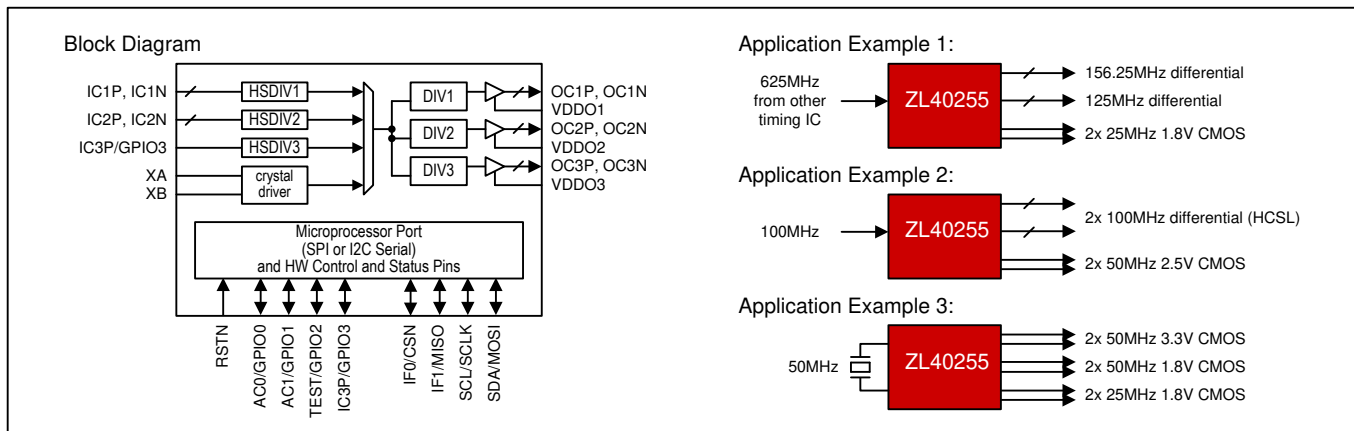 Block Diagram
IC1P, IC1N
IC2P, IC2N
IC3P/GPIO3
XA
XB
HSDIV1
HSDIV2
HSDIV3
crystal
driver
DIV1
DIV2
DIV3
OC1P, OC1N
VDDO1
OC2P, OC2N
VDDO2
OC3P, OC3N
VDDO3
Microprocessor Port
(SPI or I2C Serial)
and HW Control and Status Pins
RSTN
AC0/GPIO0
AC1/GPIO1
TEST/GPIO2
IC3P/GPIO3
IF0/CSN
IF1/MISO
SCL/SCLK
SDA/MOSI
Application Example 1:
625MHz
from other
timing IC
ZL40255
156.25MHz differential
125MHz differential
2x 25MHz 1.8V CMOS
Application Example 2:
100MHz
ZL40255
2x 100MHz differential (HCSL)
2x 50MHz 2.5V CMOS
Application Example 3:
50MHz
ZL40255
2x 50MHz 3.3V CMOS
2x 50MHz 1.8V CMOS
2x 25MHz 1.8V CMOS